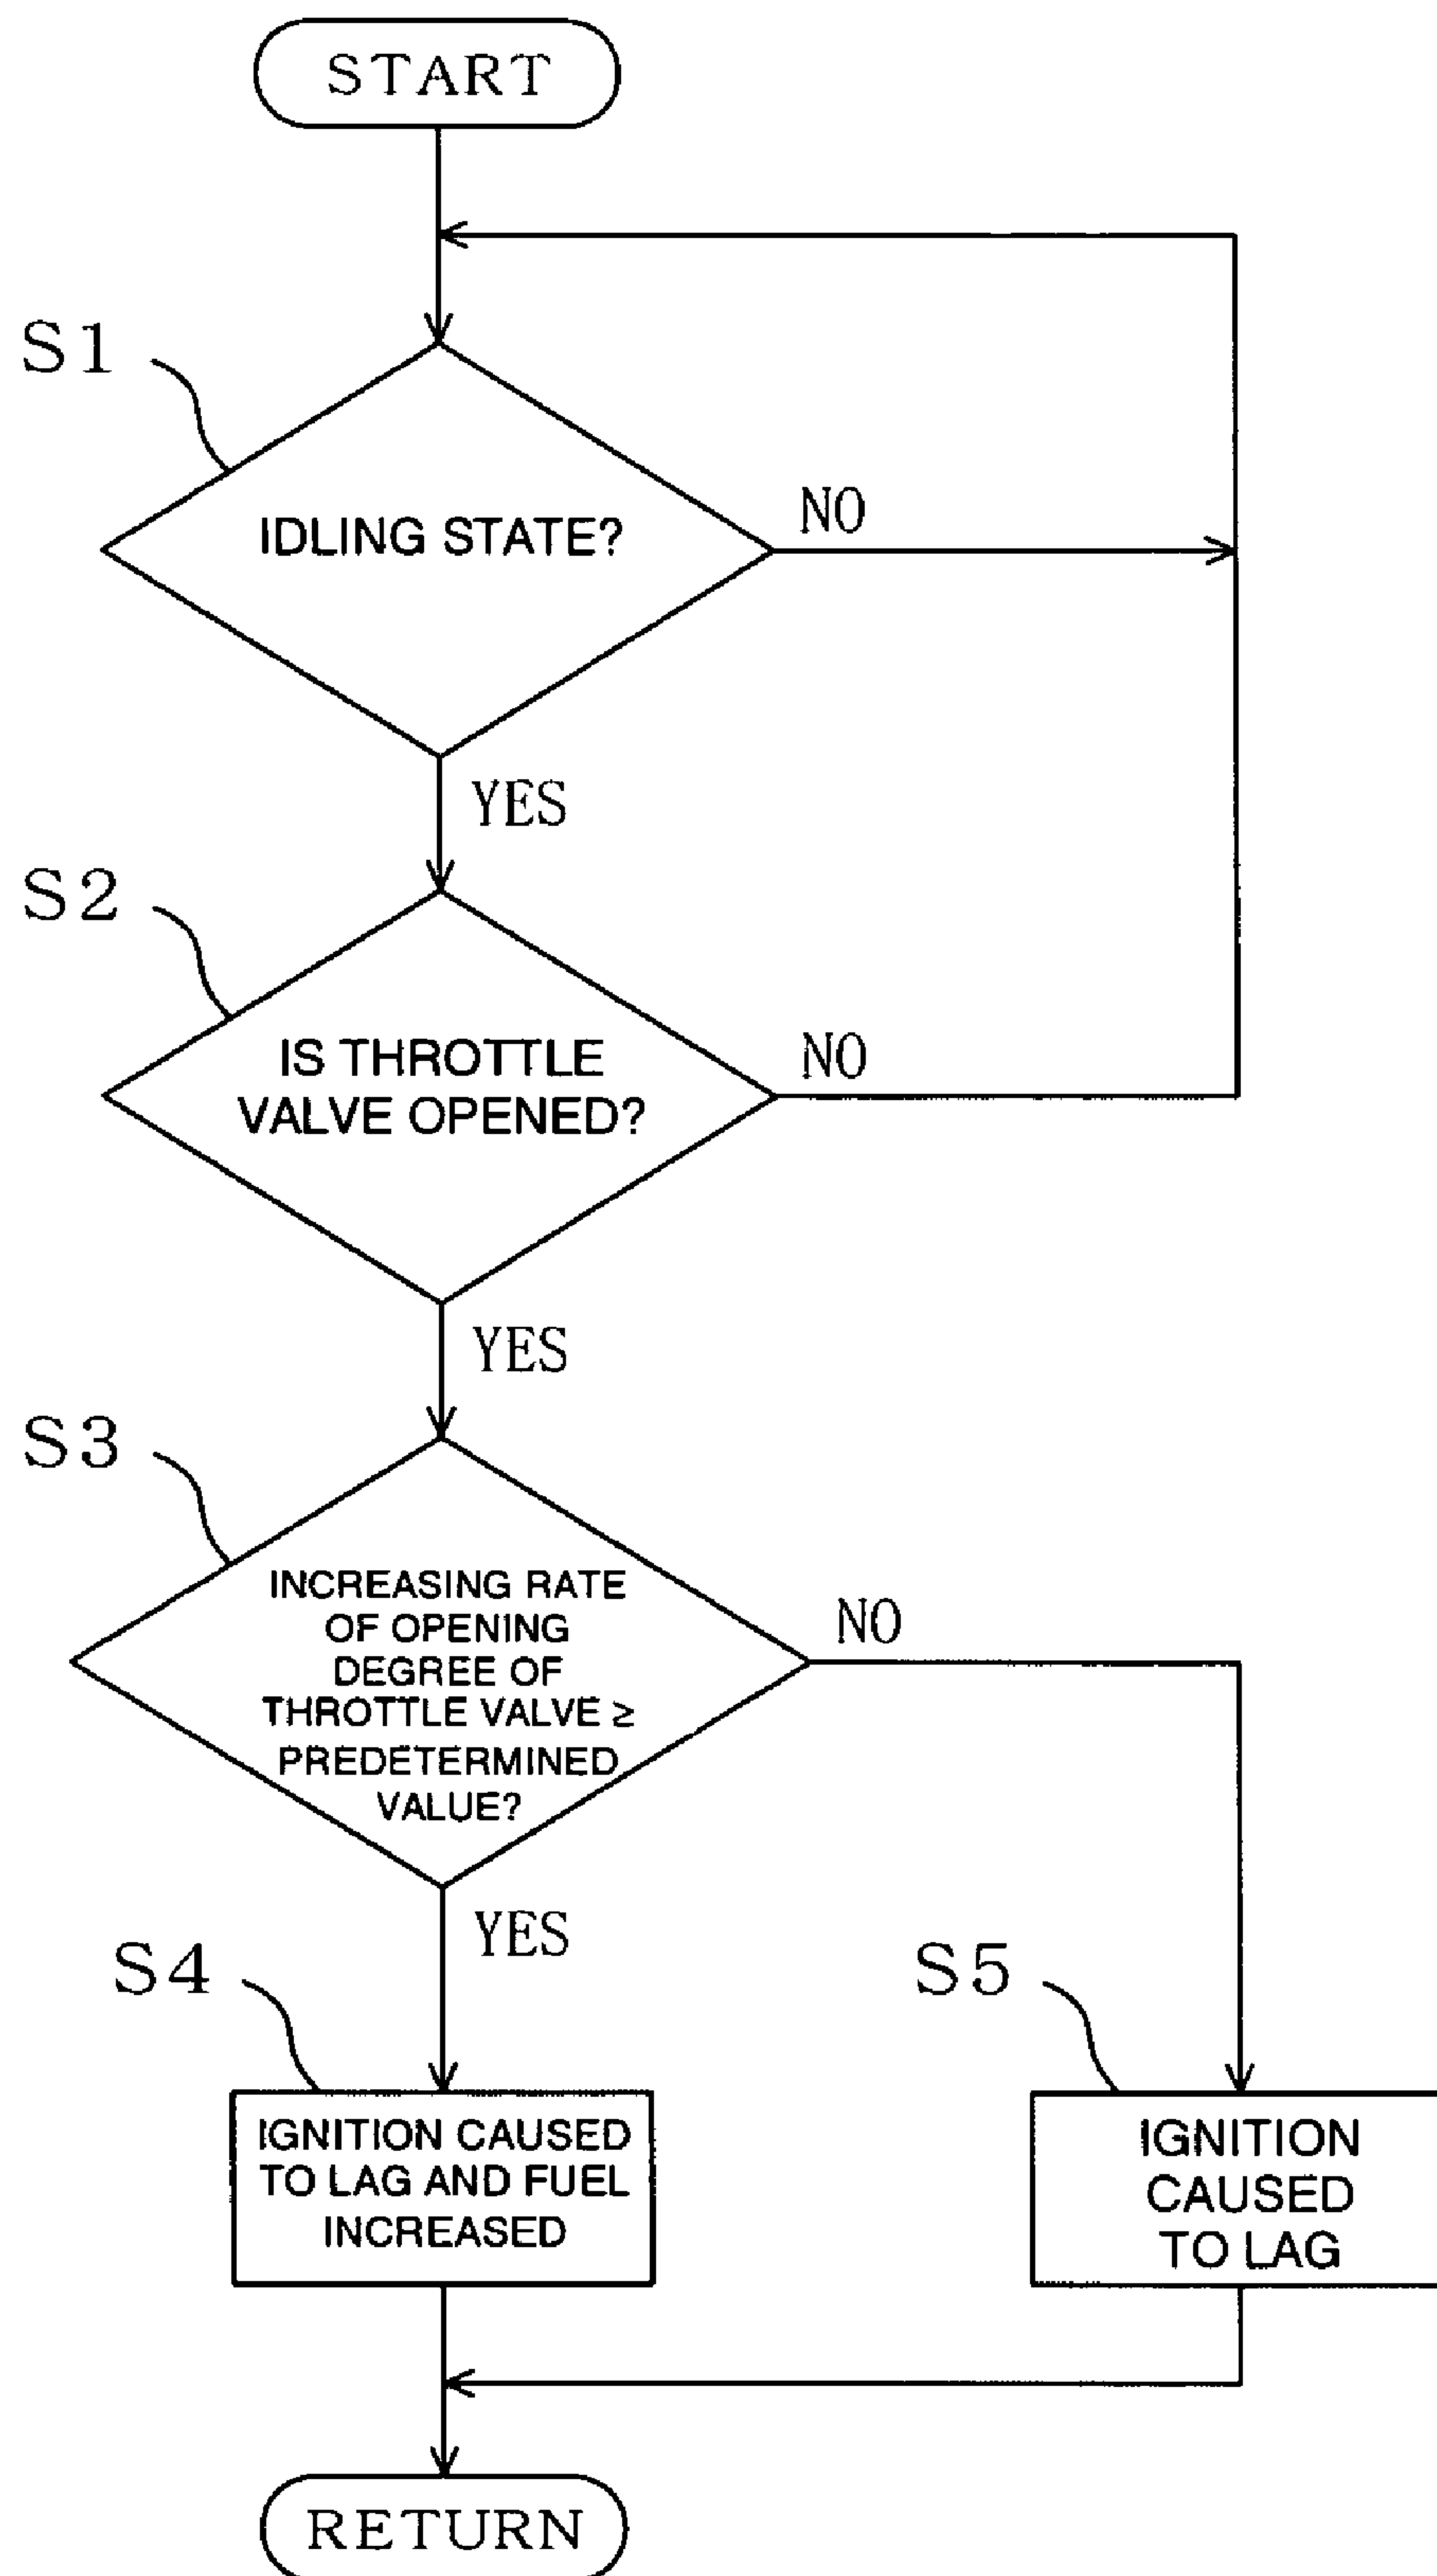 START
S1
IDLING STATE?
NO
YES
S2
IS THROTTLE
VALVE OPENED?
NO
YES
S3
INCREASING RATE
OF OPENING
DEGREE OF
THROTTLE VALVE ≥
PREDETERMINED
VALUE?
NO
YES
S4
IGNITION CAUSED
TO LAG AND FUEL
INCREASED
S5
IGNITION
CAUSED
TO LAG
RETURN